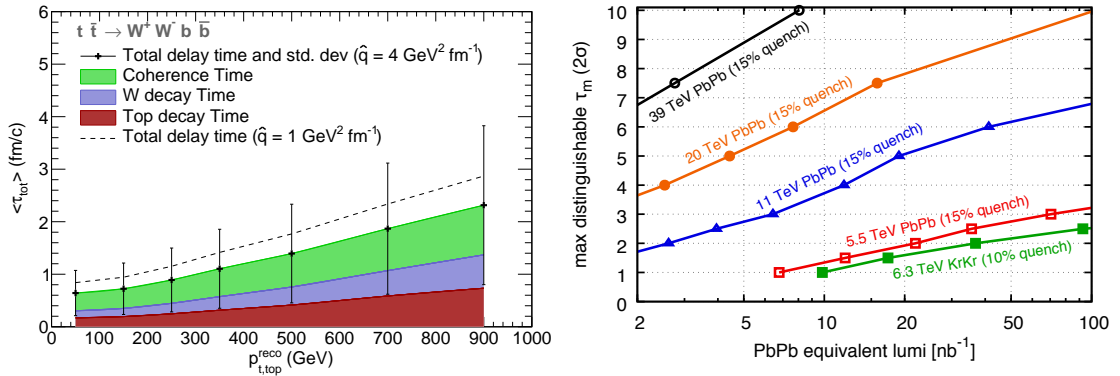 t t̄ → W⁺ W⁻ b b̄
Total delay time and std. dev (q̂ = 4 GeV² fm⁻¹)
Coherence Time
W decay Time
Top decay Time
Total delay time (q̂ = 1 GeV² fm⁻¹)
<τ_tot> (fm/c)
6
5
4
3
2
1
0
0 100 200 300 400 500 600 700 800 900 1000
p_{t,top}^{reco} (GeV)
max distinguishable τ_m (2σ)
10
9
8
7
6
5
4
3
2
1
0
39 TeV PbPb (15% quench)
20 TeV PbPb (15% quench)
11 TeV PbPb (15% quench)
5.5 TeV PbPb (15% quench)
6.3 TeV KrKr (10% quench)
2 5 10 20 100
PbPb equivalent lumi [nb⁻¹]